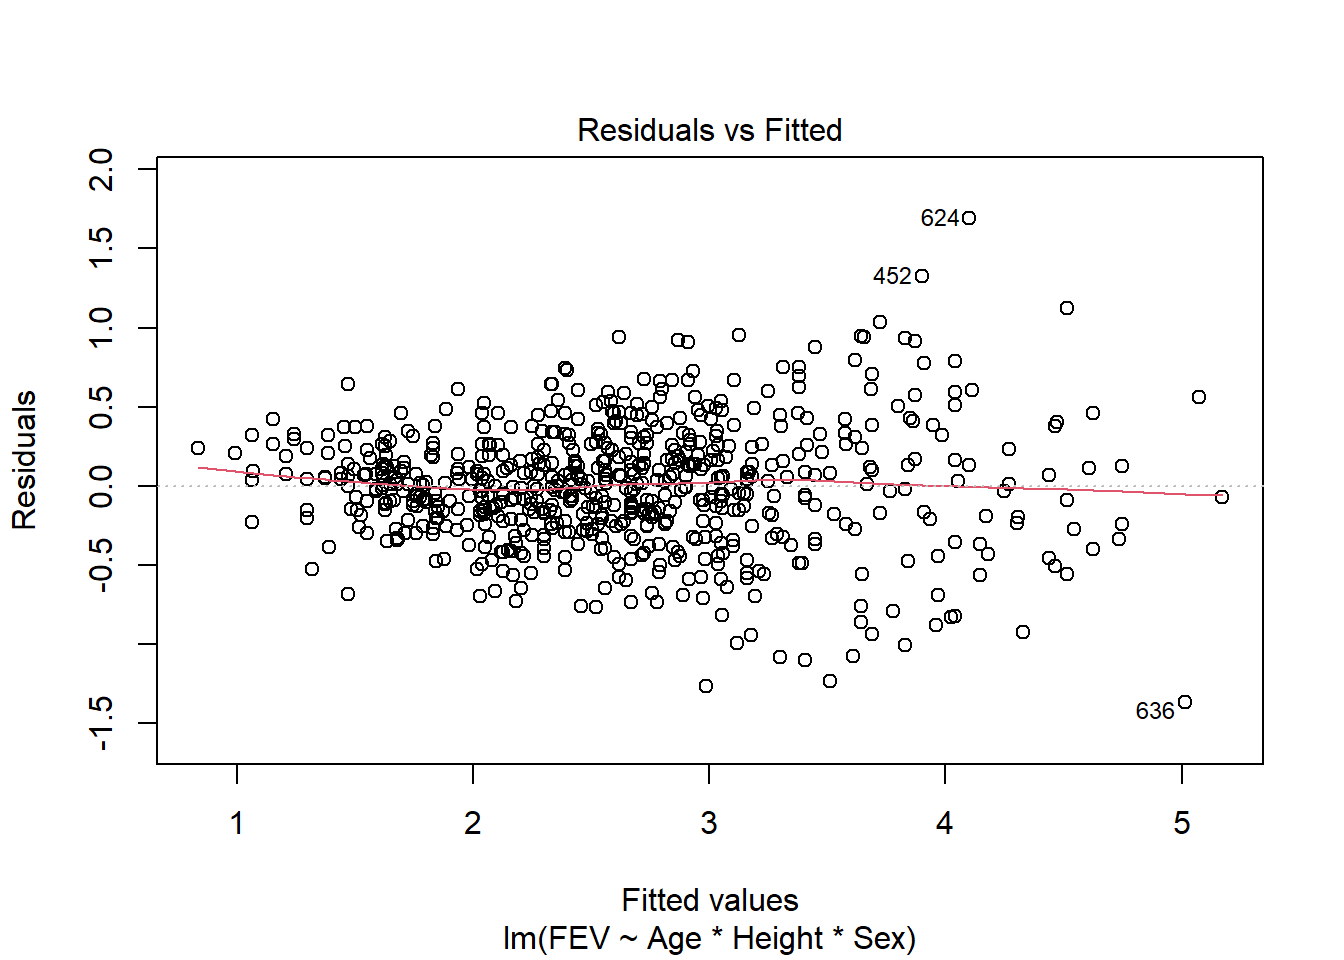 Residuals vs Fitted
2.0
1.5
1.0
0.5
0.0
-0.5
-1.5
Residuals
624
452
636
1 2 3 4 5
Fitted values
lm(FEV ~ Age * Height * Sex)